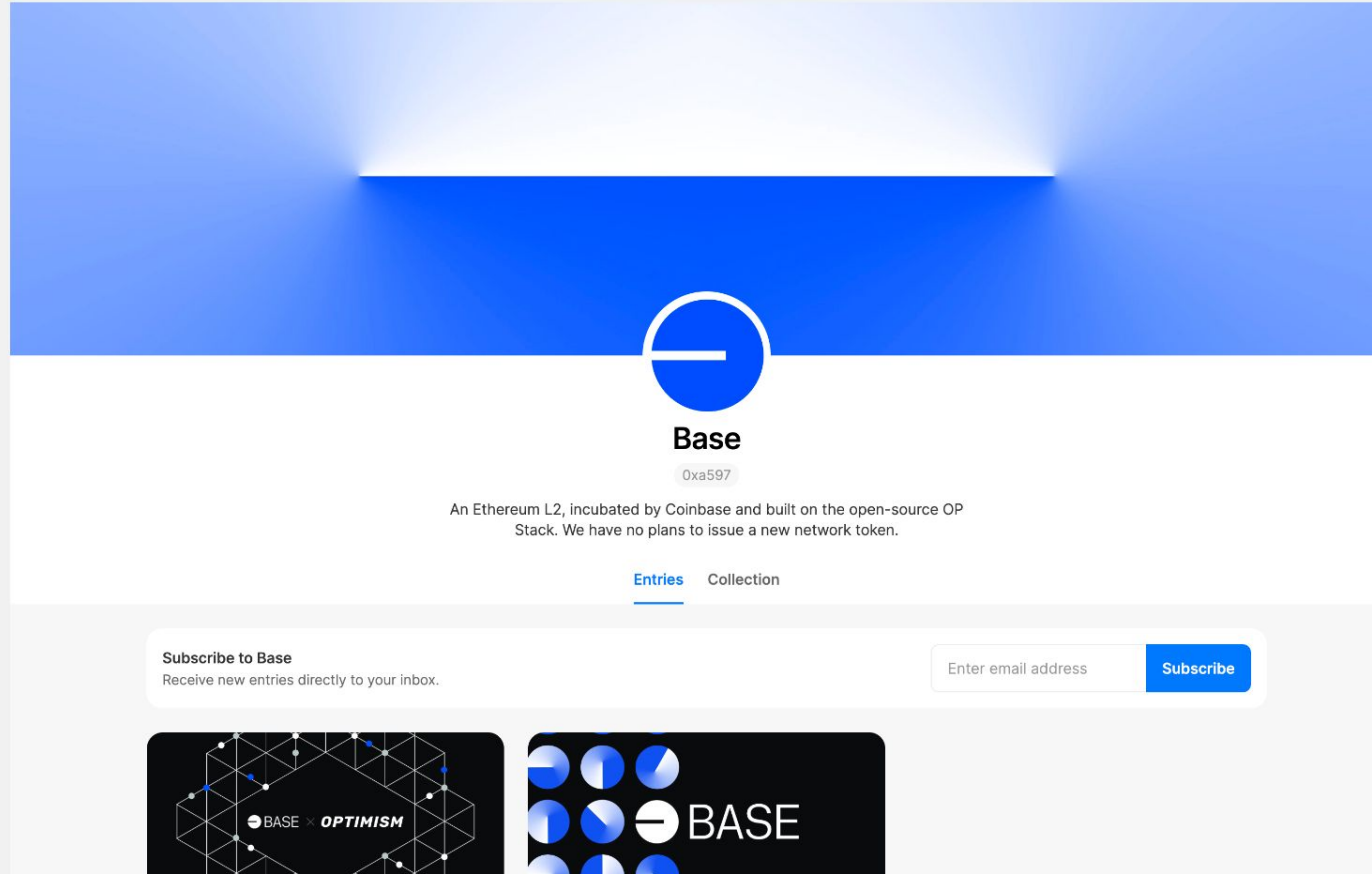 Base
0xa597
An Ethereum L2, incubated by Coinbase and built on the open-source OP
Stack. We have no plans to issue a new network token.
Entries Collection
Subscribe to Base
Receive new entries directly to your inbox.
Enter email address Subscribe
BASE × OPTIMISM
BASE